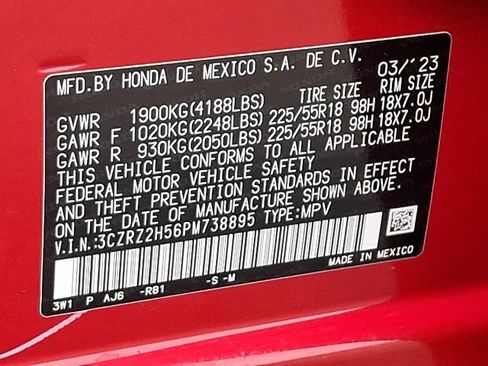 MFD. BY HONDA DE MEXICO S.A. DE C.V. 03/'23
TIRE SIZE RIM SIZE
GVWR 1900KG(4188LBS)
GAWR F 1020KG(2248LBS) 225/55R18 98H 18X7.0J
GAWR R 930KG(2050LBS) 225/55R18 98H 18X7.0J
THIS VEHICLE CONFORMS TO ALL APPLICABLE
FEDERAL MOTOR VEHICLE SAFETY
AND THEFT PREVENTION STANDARDS IN EFFECT
ON THE DATE OF MANUFACTURE SHOWN ABOVE.
V.I.N.:3CZRZ2H56PM738895 TYPE:MPV
3W1 P AJ6 -R81 -S -M
MADE IN MEXICO